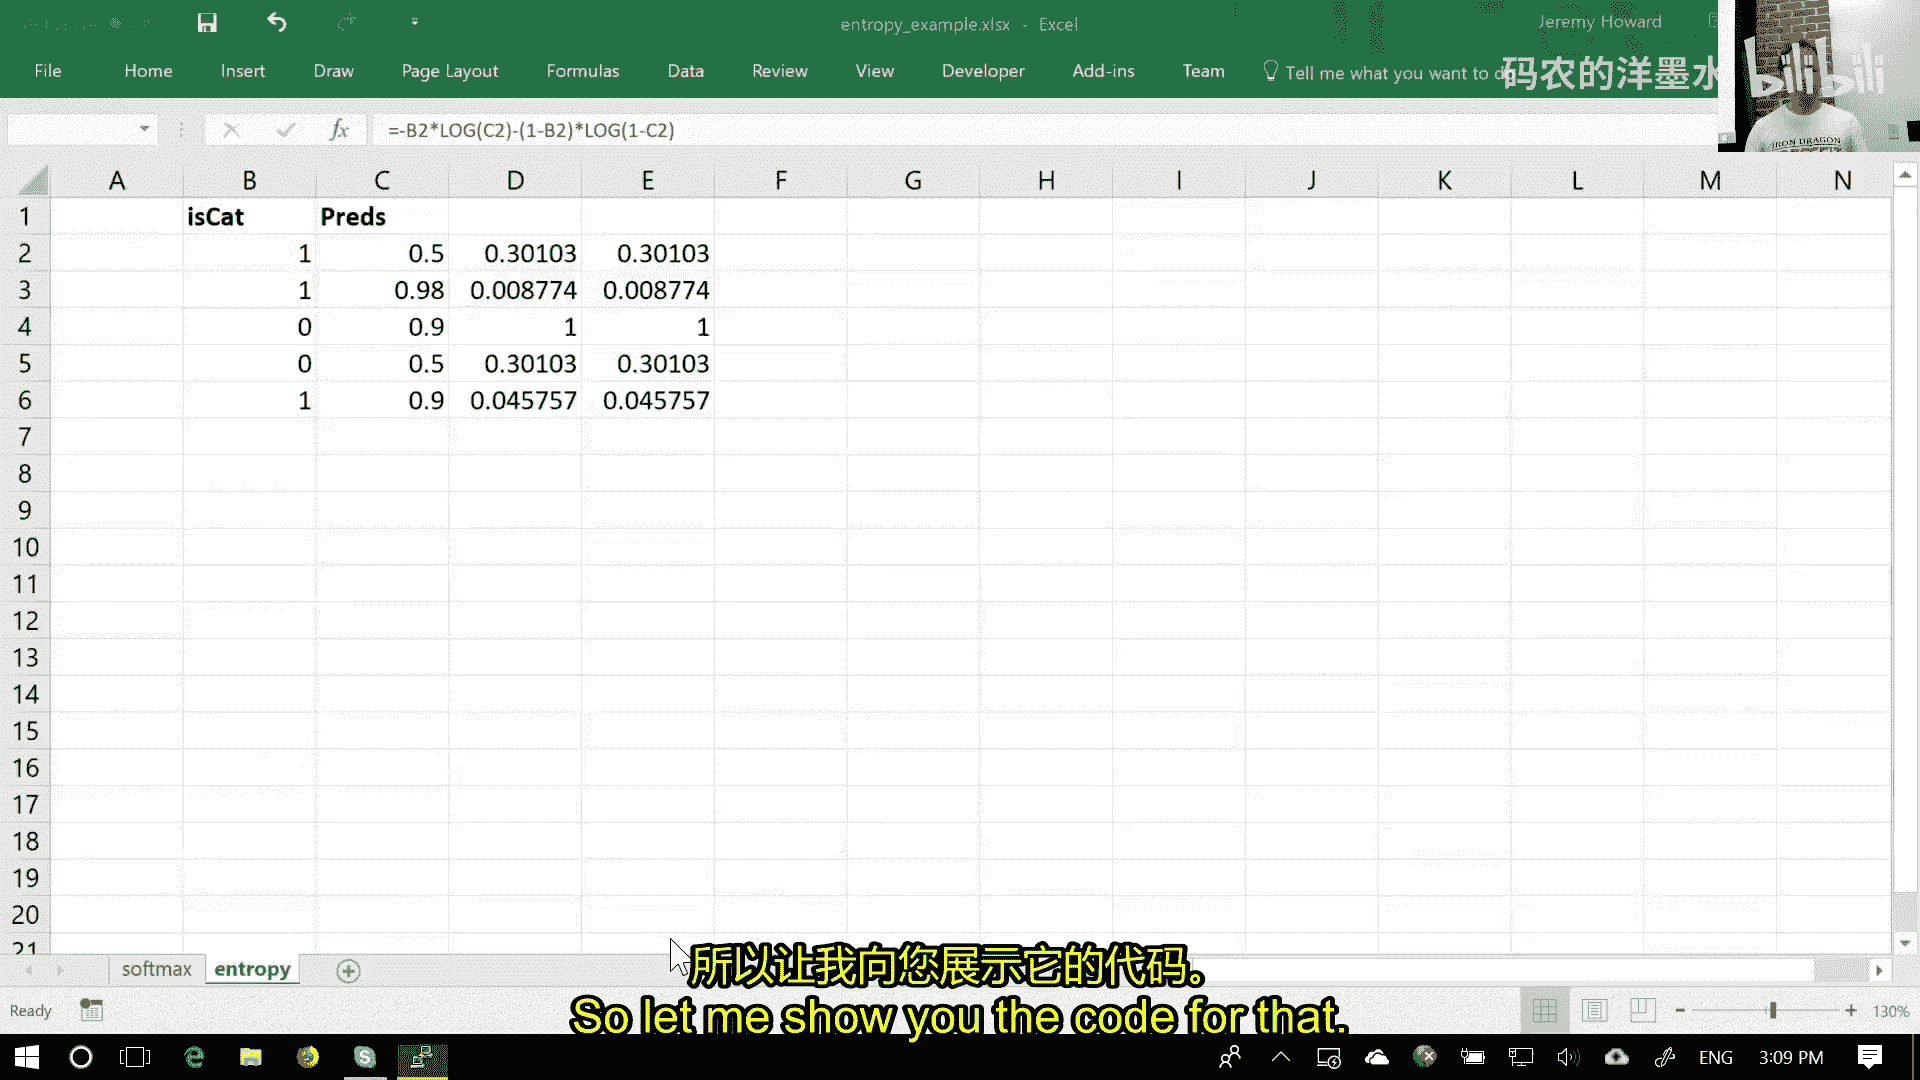 entropy_example.xlsx - Excel
Jeremy Howard
File Home Insert Draw Page Layout Formulas Data Review View Developer Add-ins Team Tell me what you want to d
码农的洋墨水
bilibili
IRON DRAGON
fx =-B2*LOG(C2)-(1-B2)*LOG(1-C2)
A B C D E F G H I J K L M N
1 isCat Preds
2 1 0.5 0.30103 0.30103
3 1 0.98 0.008774 0.008774
4 0 0.9 1 1
5 0 0.5 0.30103 0.30103
6 1 0.9 0.045757 0.045757
7
8
9
10
11
12
13
14
15
16
17
18
19
20
21
softmax entropy
所以让我向您展示它的代码。
Ready 130%
So let me show you the code for that.
ENG 3:09 PM